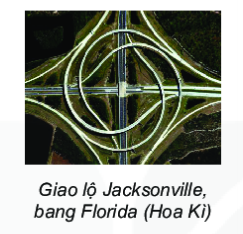 Giao lộ Jacksonville,
bang Florida (Hoa Kì)